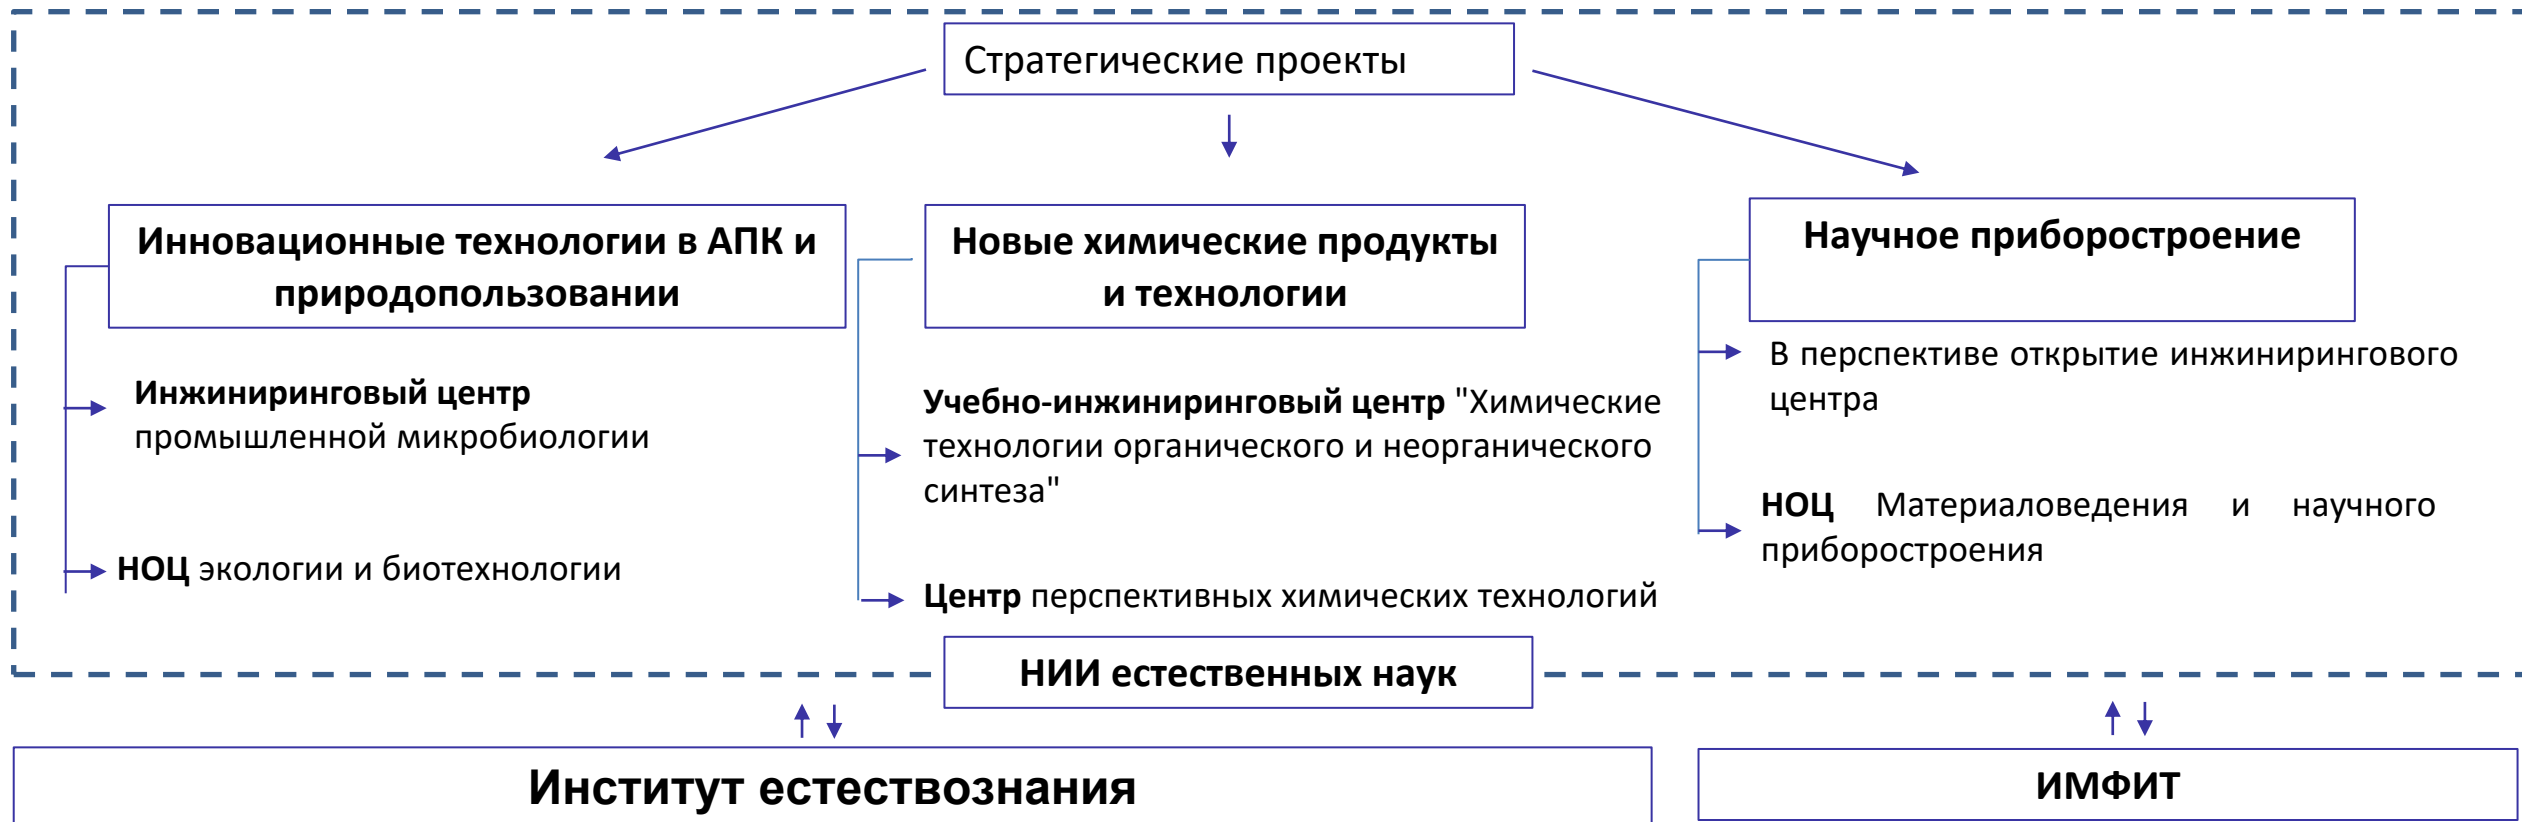 Стратегические проекты
Инновационные технологии в АПК и
природопользовании
Инжиниринговый центр
промышленной микробиологии
НОЦ экологии и биотехнологии
Новые химические продукты
и технологии
Учебно-инжиниринговый центр "Химические
технологии органического и неорганического
синтеза"
Центр перспективных химических технологий
Научное приборостроение
В перспективе открытие инжинирингового
центра
НОЦ Материаловедения и научного
приборостроения
НИИ естественных наук
Институт естествознания
ИМФИТ